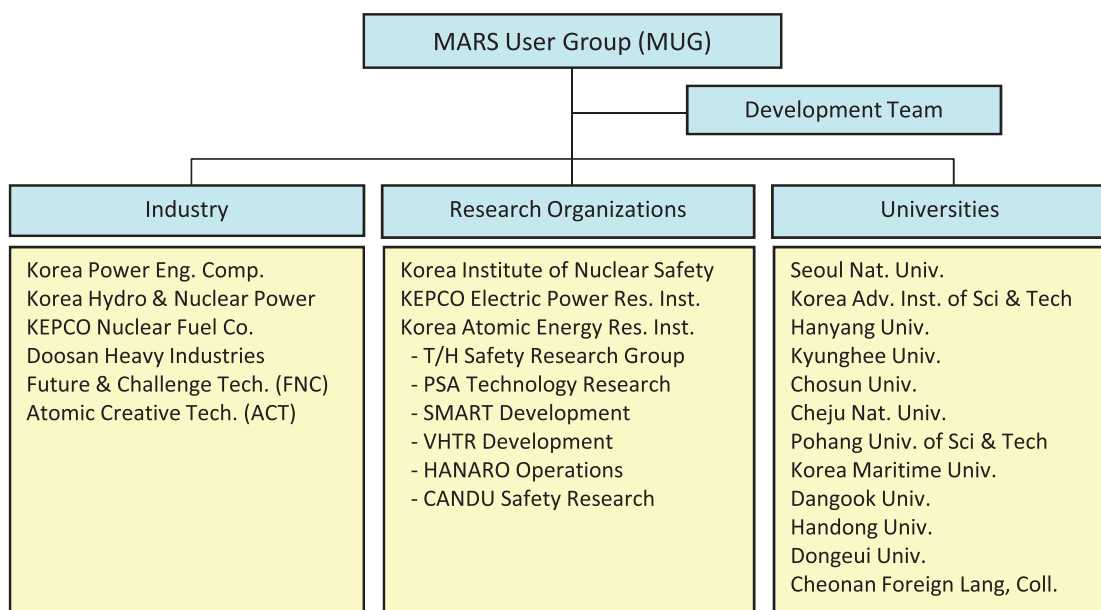 MARS User Group (MUG)
Development Team
Industry
Korea Power Eng. Comp.
Korea Hydro & Nuclear Power
KEPCO Nuclear Fuel Co.
Doosan Heavy Industries
Future & Challenge Tech. (FNC)
Atomic Creative Tech. (ACT)
Research Organizations
Korea Institute of Nuclear Safety
KEPCO Electric Power Res. Inst.
Korea Atomic Energy Res. Inst.
- T/H Safety Research Group
- PSA Technology Research
- SMART Development
- VHTR Development
- HANARO Operations
- CANDU Safety Research
Universities
Seoul Nat. Univ.
Korea Adv. Inst. of Sci & Tech
Hanyang Univ.
Kyunghee Univ.
Chosun Univ.
Cheju Nat. Univ.
Pohang Univ. of Sci & Tech
Korea Maritime Univ.
Dangook Univ.
Handong Univ.
Dongeui Univ.
Cheonan Foreign Lang, Coll.